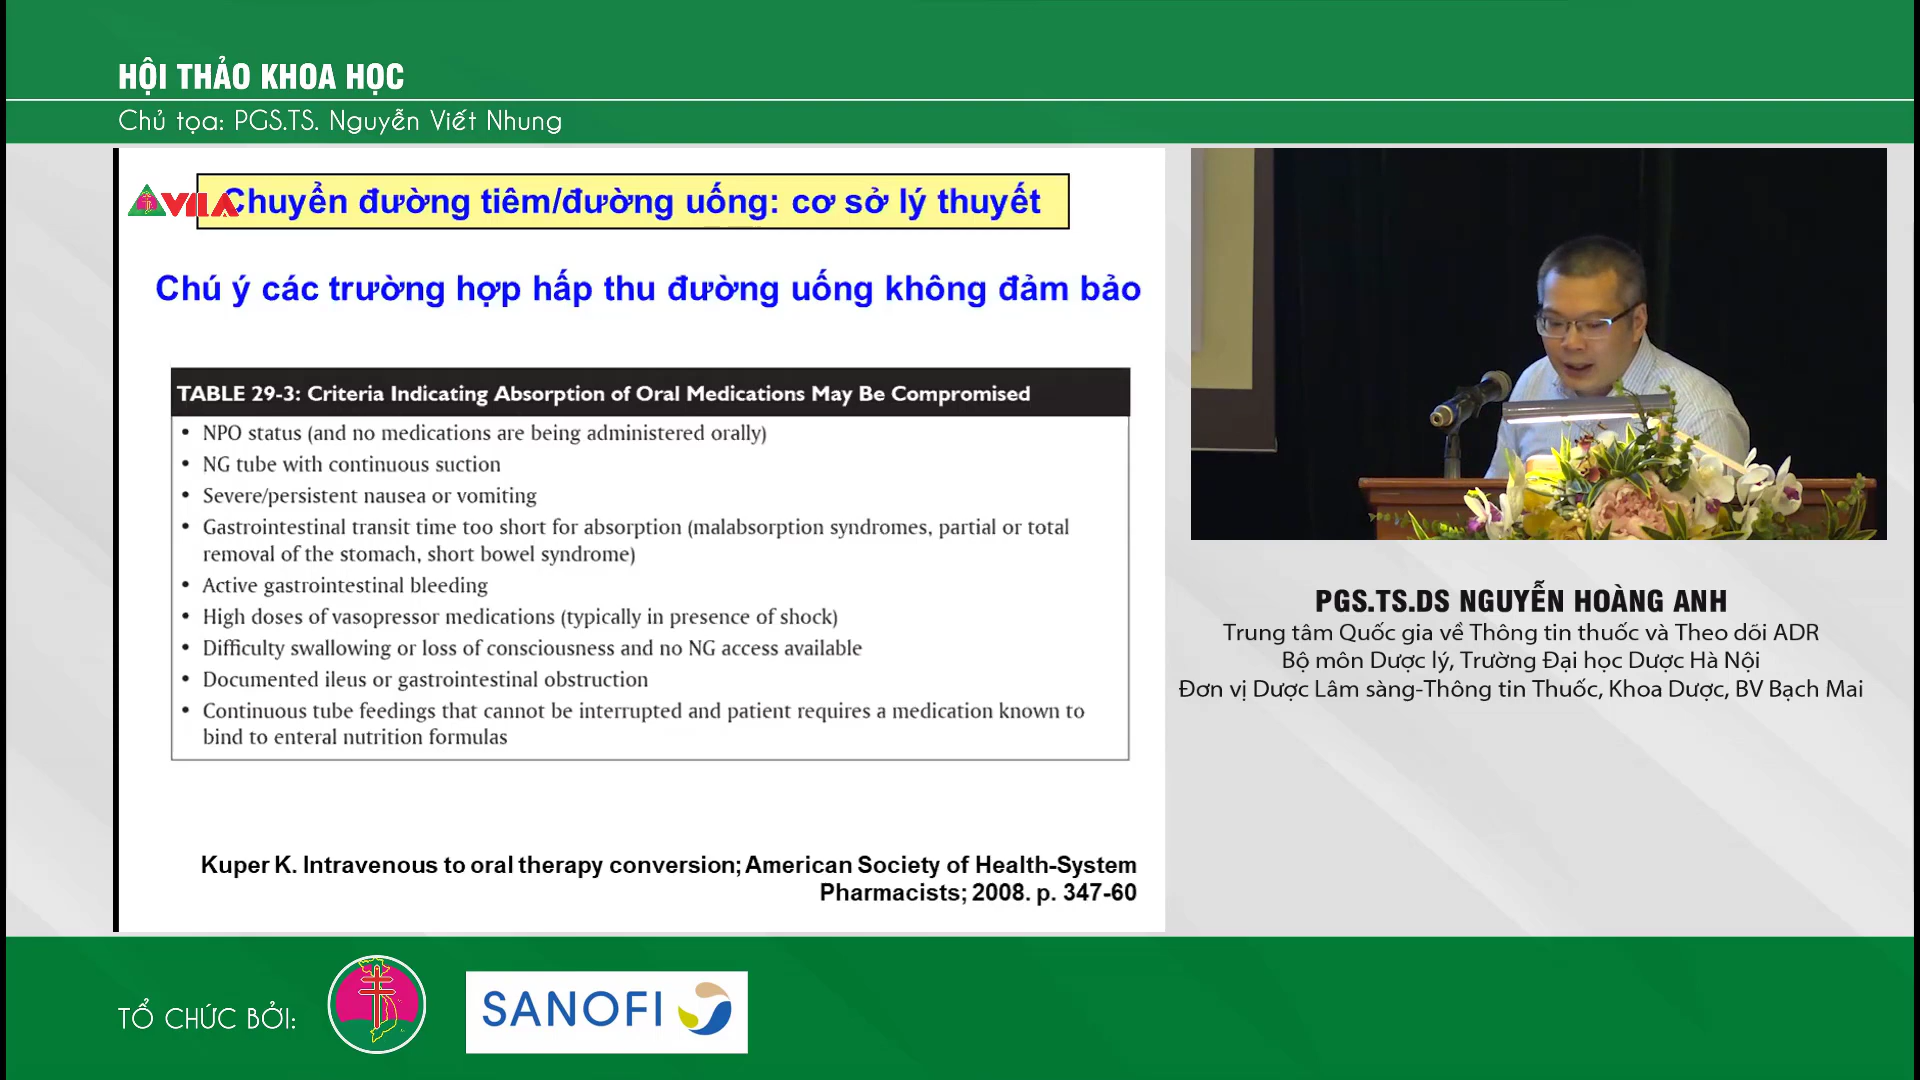 HỘI THẢO KHOA HỌC
Chủ tọa: PGS.TS. Nguyễn Viết Nhung
VILA
Chuyển đường tiêm/đường uống: cơ sở lý thuyết
Chú ý các trường hợp hấp thu đường uống không đảm bảo
TABLE 29-3: Criteria Indicating Absorption of Oral Medications May Be Compromised
• NPO status (and no medications are being administered orally)
• NG tube with continuous suction
• Severe/persistent nausea or vomiting
• Gastrointestinal transit time too short for absorption (malabsorption syndromes, partial or total
removal of the stomach, short bowel syndrome)
• Active gastrointestinal bleeding
• High doses of vasopressor medications (typically in presence of shock)
• Difficulty swallowing or loss of consciousness and no NG access available
• Documented ileus or gastrointestinal obstruction
• Continuous tube feedings that cannot be interrupted and patient requires a medication known to
bind to enteral nutrition formulas
Kuper K. Intravenous to oral therapy conversion; American Society of Health-System
Pharmacists; 2008. p. 347-60
PGS.TS.DS NGUYỄN HOÀNG ANH
Trung tâm Quốc gia về Thông tin thuốc và Theo dõi ADR
Bộ môn Dược lý, Trường Đại học Dược Hà Nội
Đơn vị Dược Lâm sàng-Thông tin Thuốc, Khoa Dược, BV Bạch Mai
TỔ CHỨC BỞI:
SANOFI